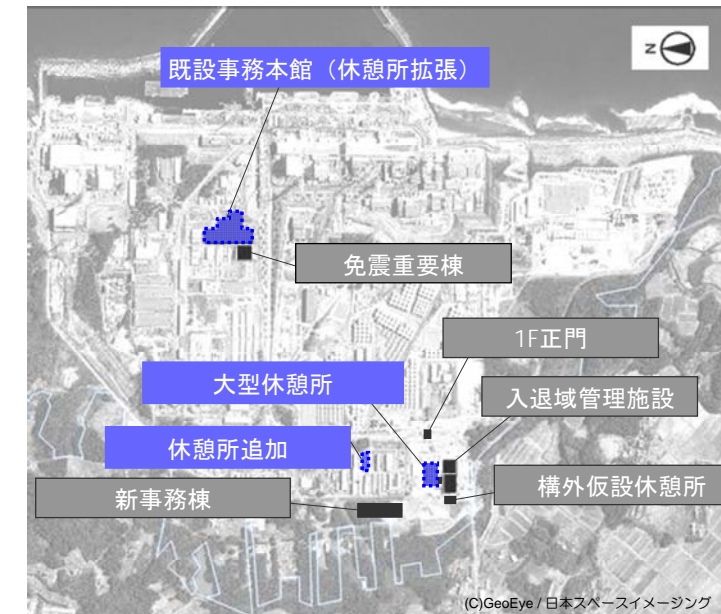 N
既設事務本館（休憩所拡張）
免震重要棟
1F正門
大型休憩所
入退域管理施設
休憩所追加
新事務棟
構外仮設休憩所
(C)GeoEye / 日本スペースイメージング